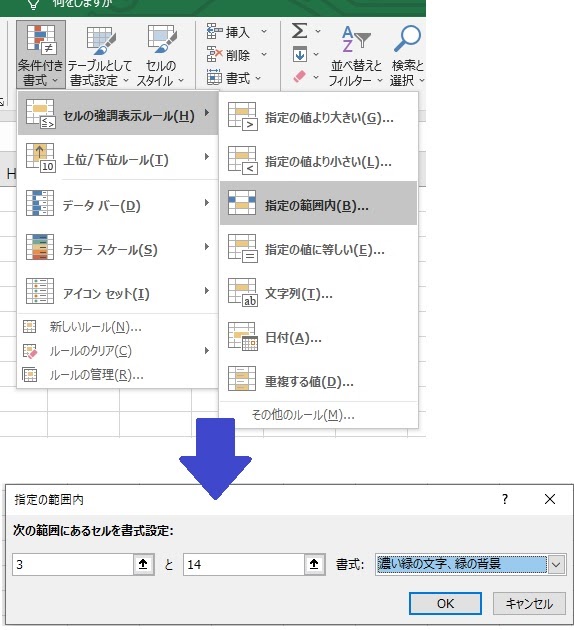 何をしますか
条件付き 書式 テーブルとして 書式設定 セルの スタイル
挿入
削除
書式
並べ替えと フィルター 検索と 選択
セルの強調表示ルール(H)
上位/下位ルール(T)
データ バー(D)
カラー スケール(S)
アイコン セット(I)
新しいルール(N)...
ルールのクリア(C)
ルールの管理(R)...
指定の値より大きい(G)...
指定の値より小さい(L)...
指定の範囲内(B)...
指定の値に等しい(E)...
文字列(T)...
日付(A)...
重複する値(D)...
その他のルール(M)...
H
指定の範囲内 ?
次の範囲にあるセルを書式設定:
3 と 14 書式: 濃い緑の文字、緑の背景
OK キャンセル